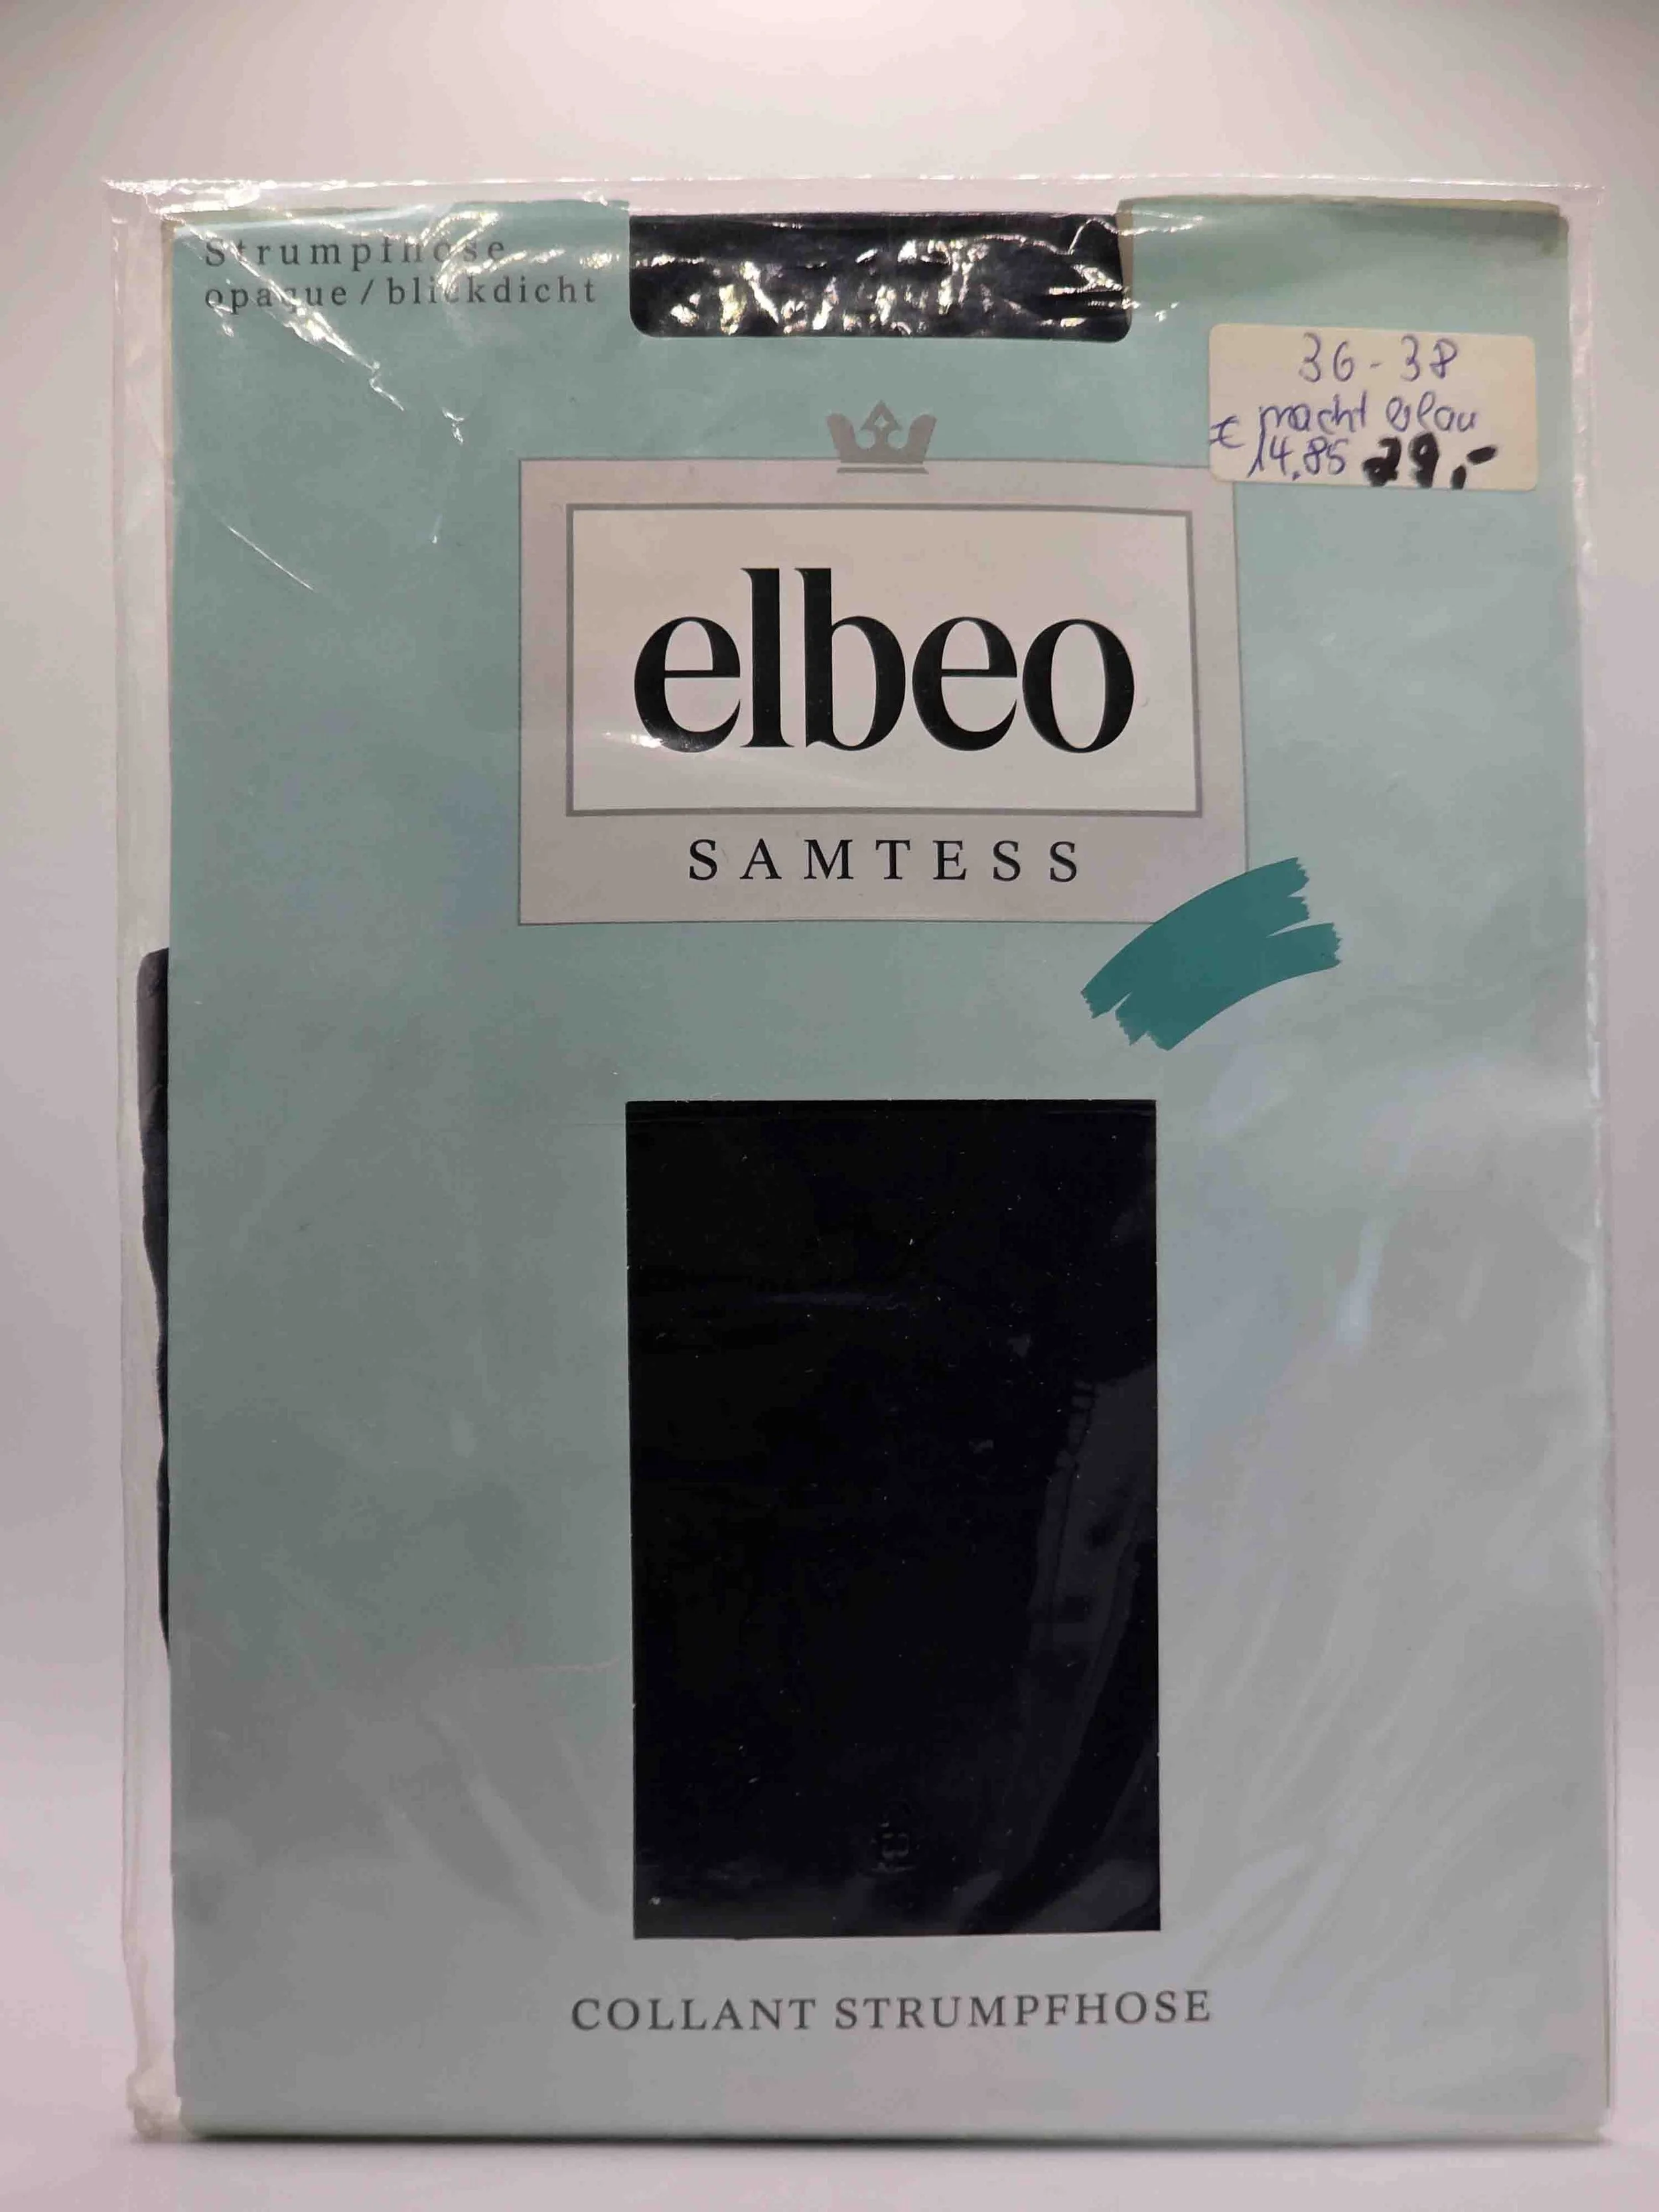 Strumpfhose
opaque / blickdicht
36 - 38
nacht blau
€ 14.85 29,-
elbeo
SAMTESS
COLLANT STRUMPFHOSE